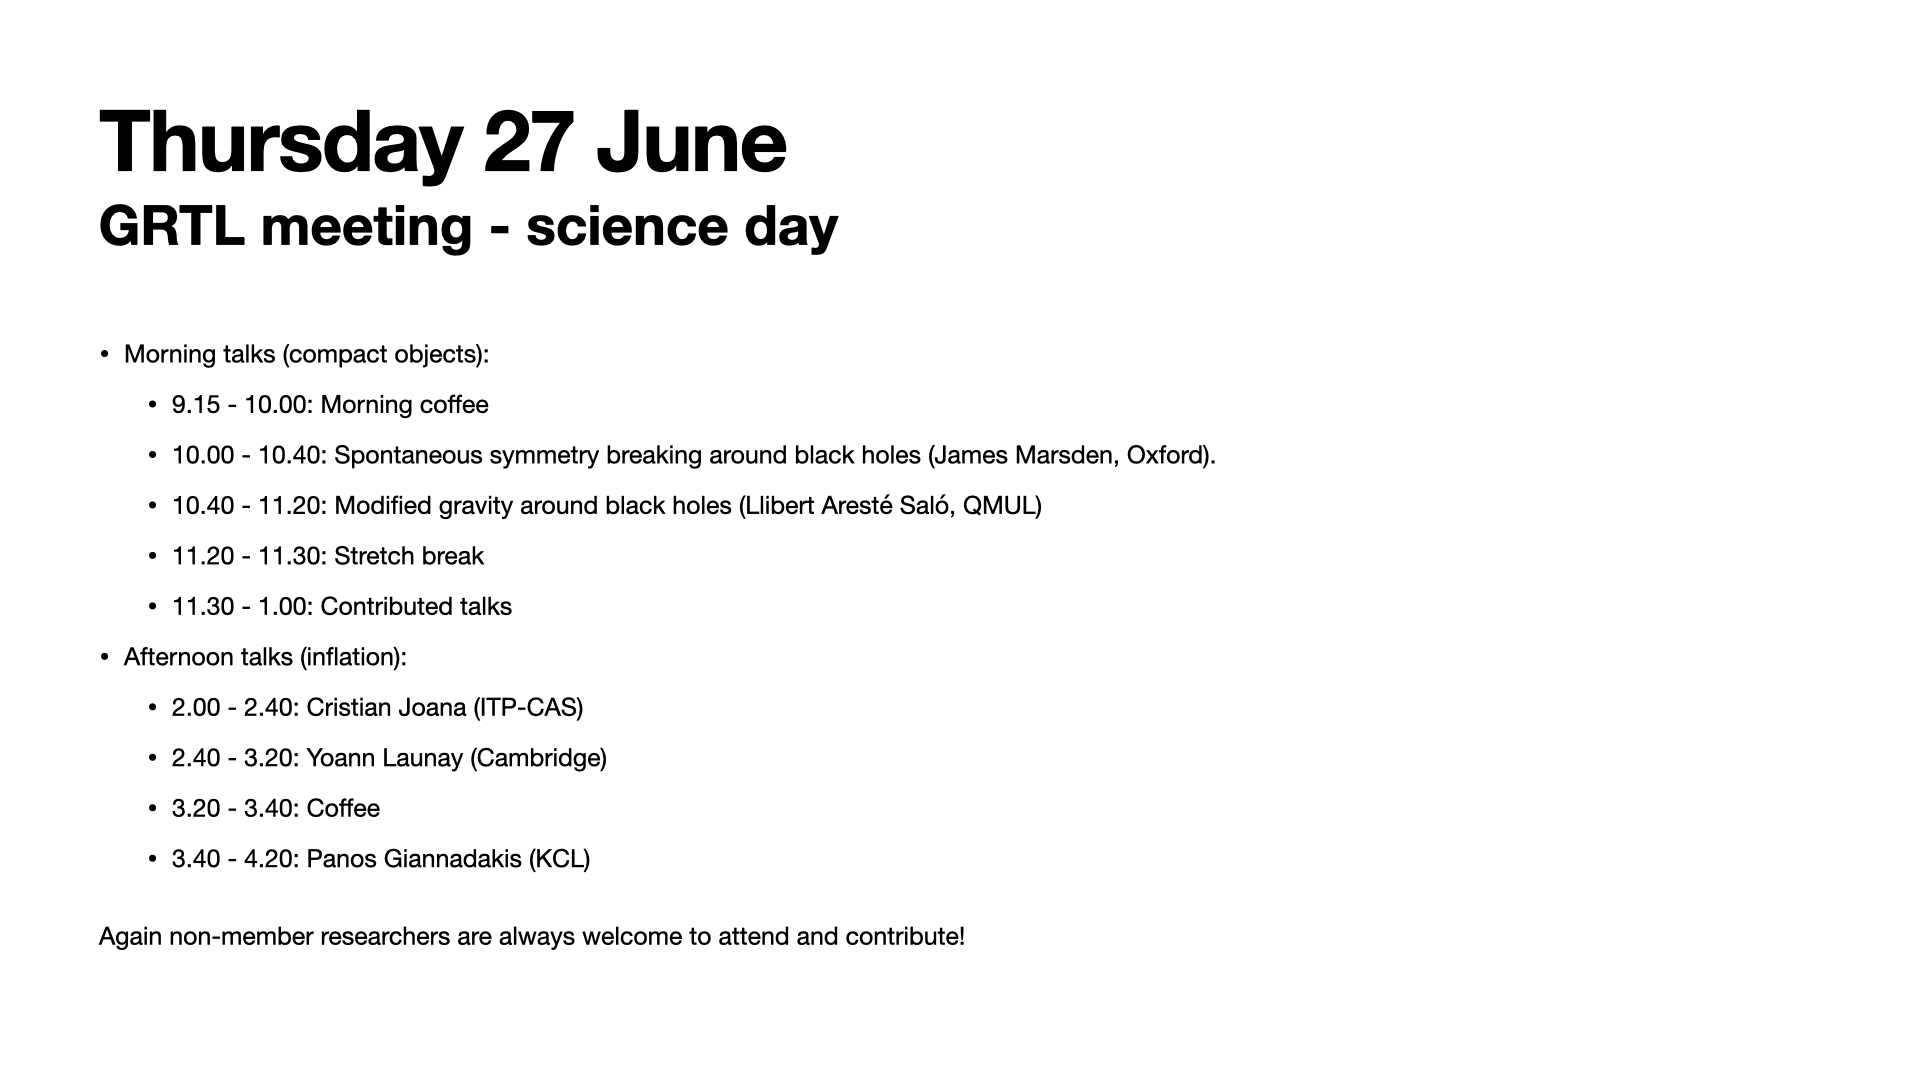 Thursday 27 June
GRTL meeting - science day
• Morning talks (compact objects):
• 9.15 - 10.00: Morning coffee
• 10.00 - 10.40: Spontaneous symmetry breaking around black holes (James Marsden, Oxford).
• 10.40 - 11.20: Modified gravity around black holes (Llibert Aresté Saló, QMUL)
• 11.20 - 11.30: Stretch break
• 11.30 - 1.00: Contributed talks
• Afternoon talks (inflation):
• 2.00 - 2.40: Cristian Joana (ITP-CAS)
• 2.40 - 3.20: Yoann Launay (Cambridge)
• 3.20 - 3.40: Coffee
• 3.40 - 4.20: Panos Giannadakis (KCL)
Again non-member researchers are always welcome to attend and contribute!